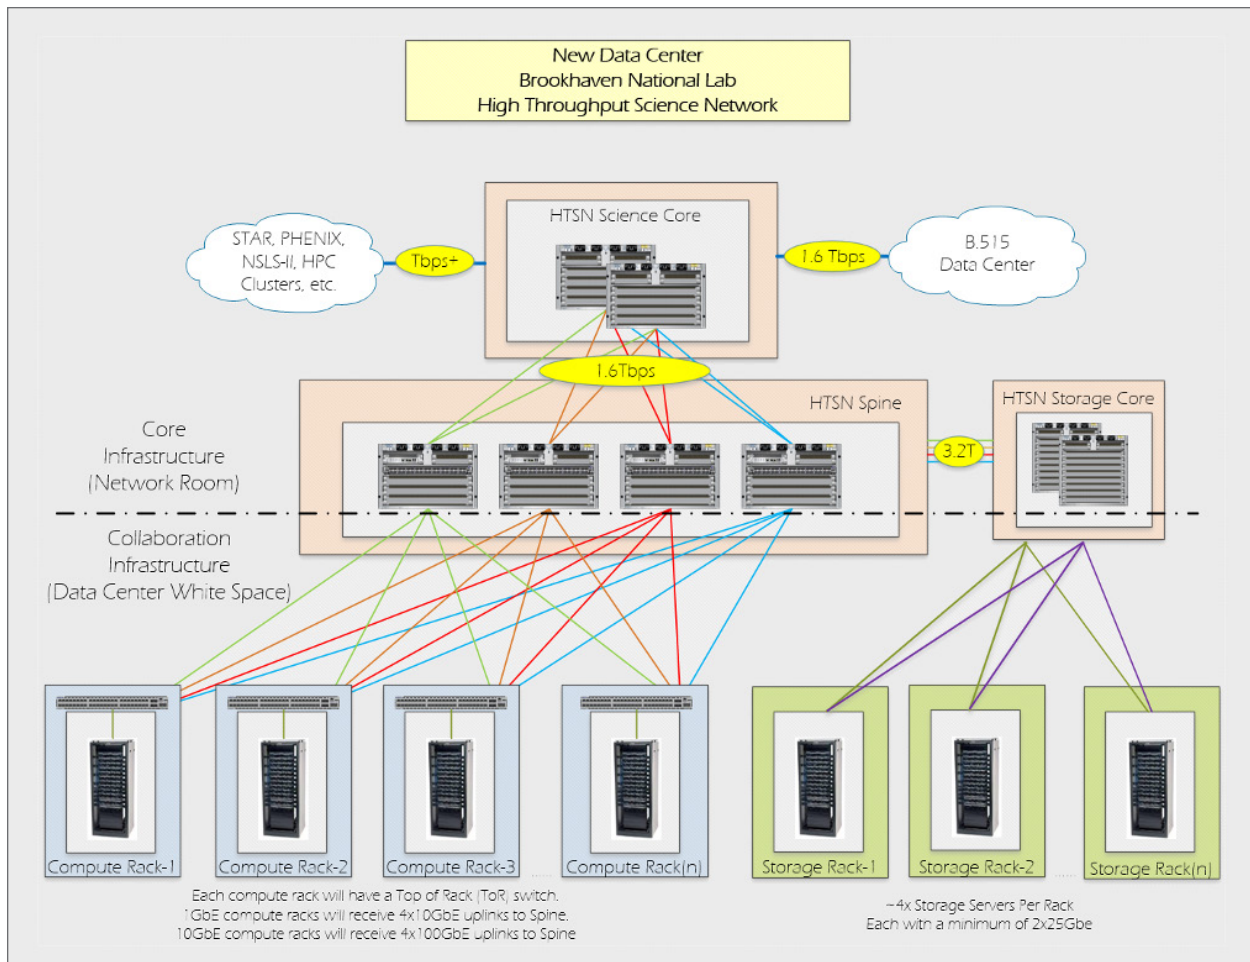 New Data Center
Brookhaven National Lab
High Throughput Science Network
HTSN Science Core
STAR, PHENIX,
NSLS-II, HPC
Clusters, etc.
Tbps+
1.6 Tbps
B.515
Data Center
1.6Tbps
HTSN Spine
HTSN Storage Core
3.2T
Core
Infrastructure
(Network Room)
Collaboration
Infrastructure
(Data Center White Space)
Compute Rack-1
Compute Rack-2
Compute Rack-3
......
Compute Rack(n)
Storage Rack-1
Storage Rack-2
......
Storage Rack(n)
Each compute rack will have a Top of Rack (ToR) switch.
1GbE compute racks will receive 4x10GbE uplinks to Spine.
10GbE compute racks will receive 4x100GbE uplinks to Spine
~4x Storage Servers Per Rack
Each with a minimum of 2x25Gbe